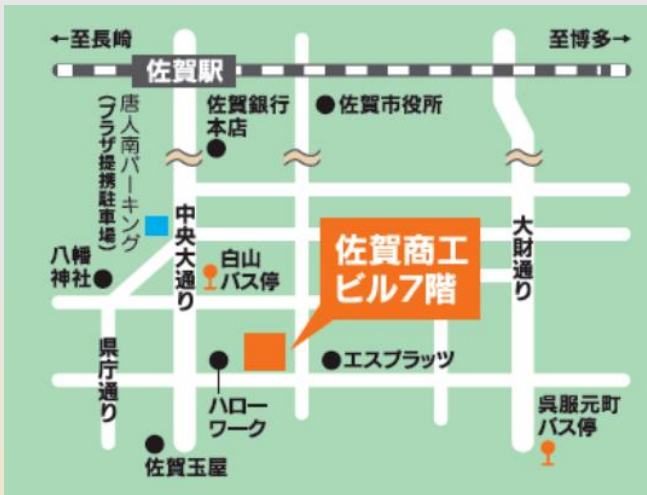 ←至長崎
至博多→
佐賀駅
佐賀銀行
本店
佐賀市役所
唐人南パーキング
(プラザ提携駐車場)
中央大通り
大財通り
佐賀商工
ビル7階
八幡
神社
白山
バス停
県庁通り
エスプラッツ
ハロー
ワーク
呉服元町
バス停
佐賀玉屋